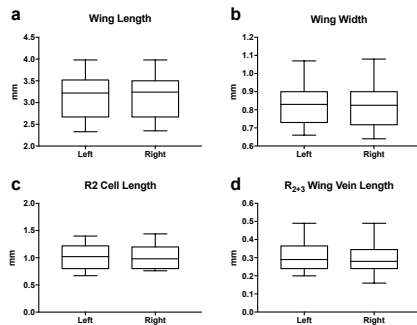 a
Wing Length
mm
4.5
4.0
3.5
3.0
2.5
2.0
Left
Right
b
Wing Width
mm
1.2
1.1
1.0
0.9
0.8
0.7
0.6
Left
Right
c
R2 Cell Length
mm
2.0
1.5
1.0
0.5
0.0
Left
Right
d
R2+3 Wing Vein Length
mm
0.6
0.5
0.4
0.3
0.2
0.1
0.0
Left
Right